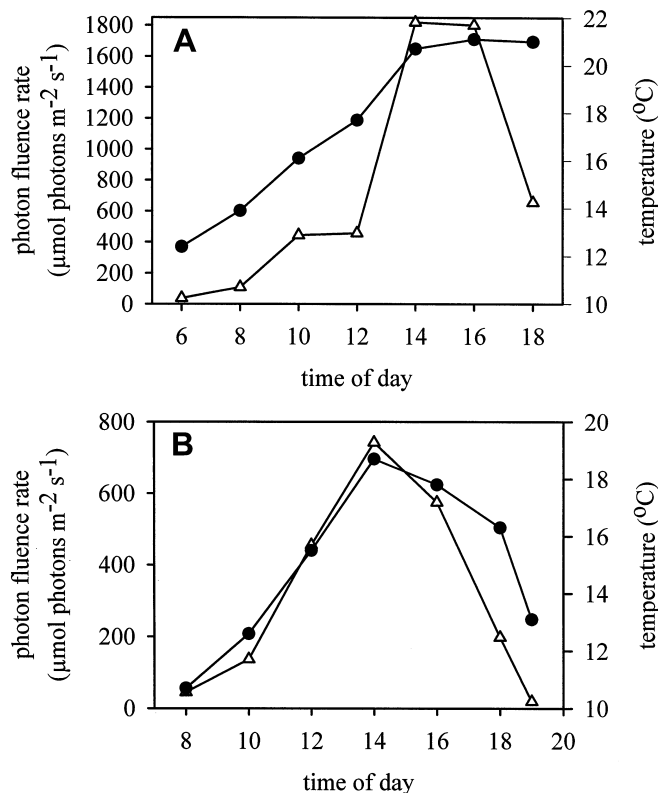 A
photon fluence rate
(µmol photons m-2 s-1)
1800
1600
1400
1200
1000
800
600
400
200
0
22
20
18
16
14
12
10
temperature (oC)
6 8 10 12 14 16 18
time of day
B
photon fluence rate
(µmol photons m-2 s-1)
800
600
400
200
0
20
18
16
14
12
10
temperature (oC)
8 10 12 14 16 18 20
time of day